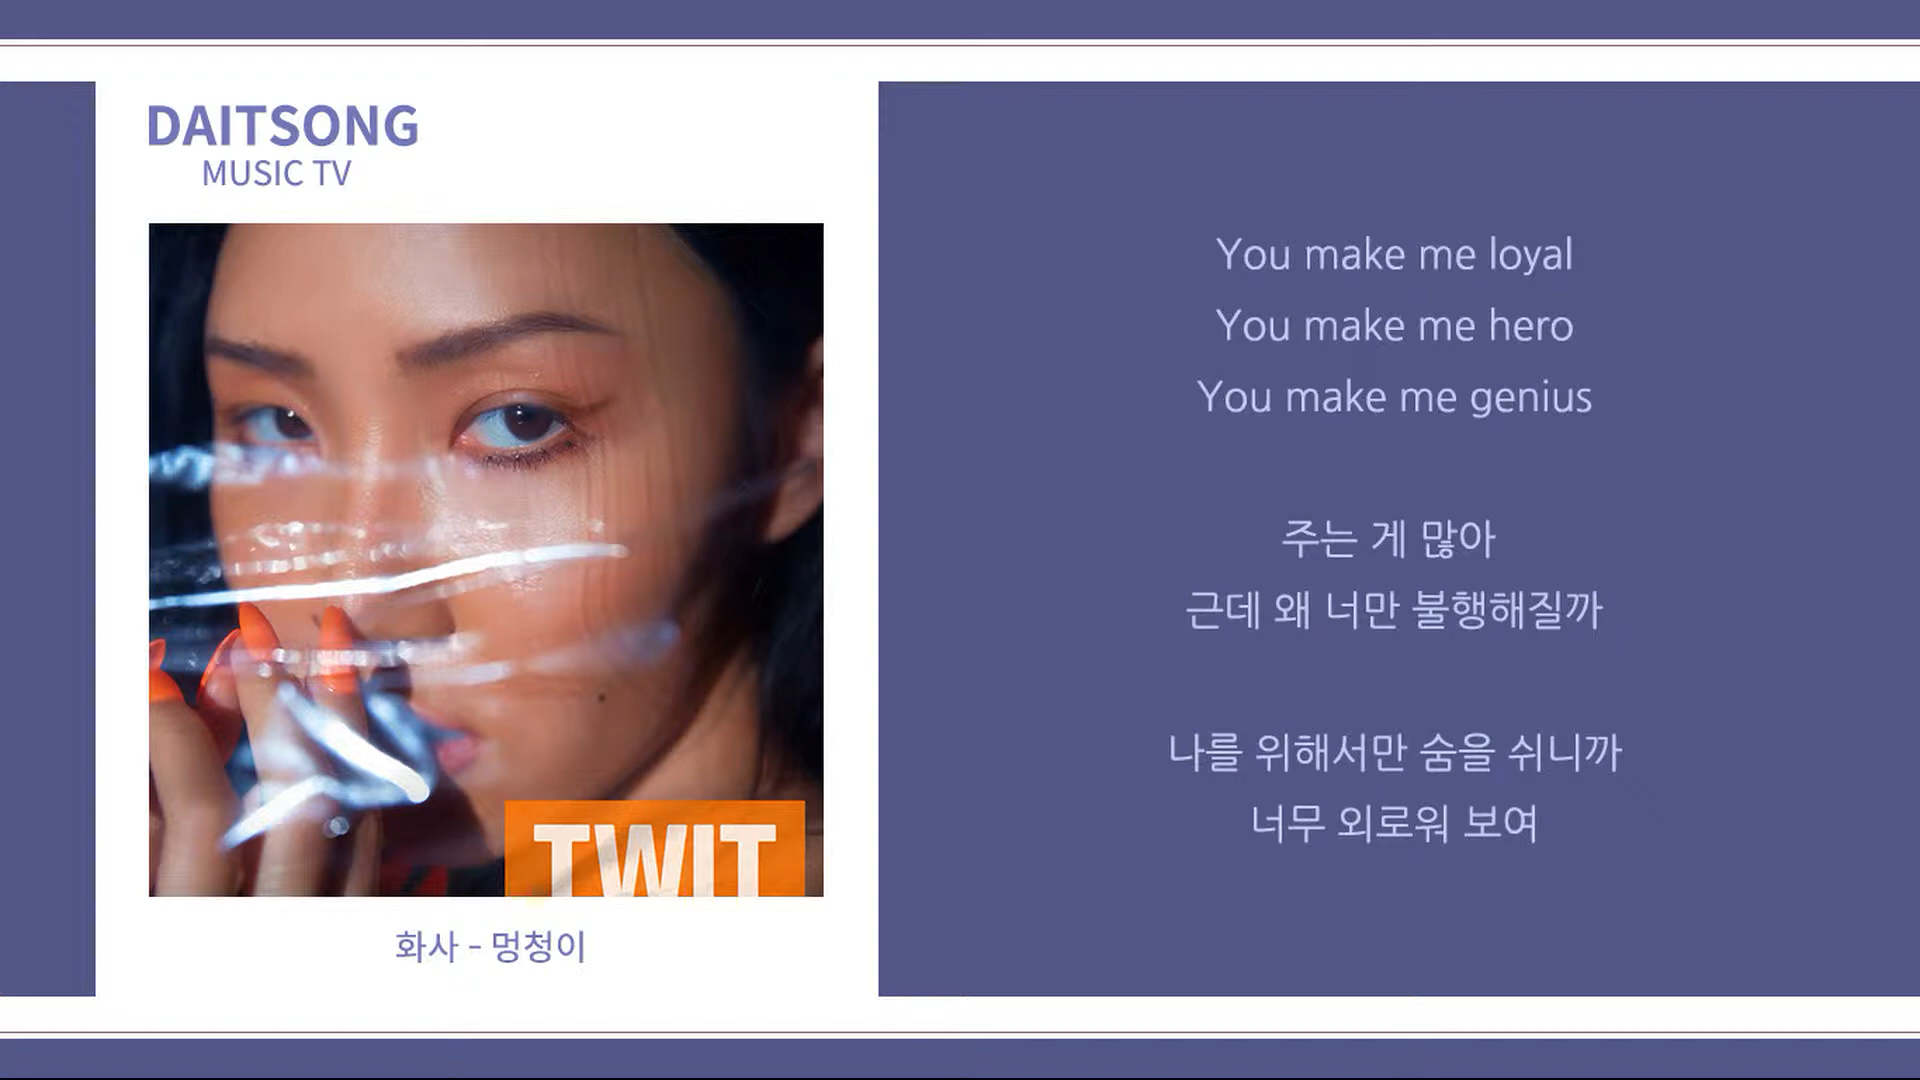 DAITSONG
MUSIC TV
TWIT
화사 - 멍청이
You make me loyal
You make me hero
You make me genius
주는 게 많아
근데 왜 너만 불행해질까
나를 위해서만 숨을 쉬니까
너무 외로워 보여